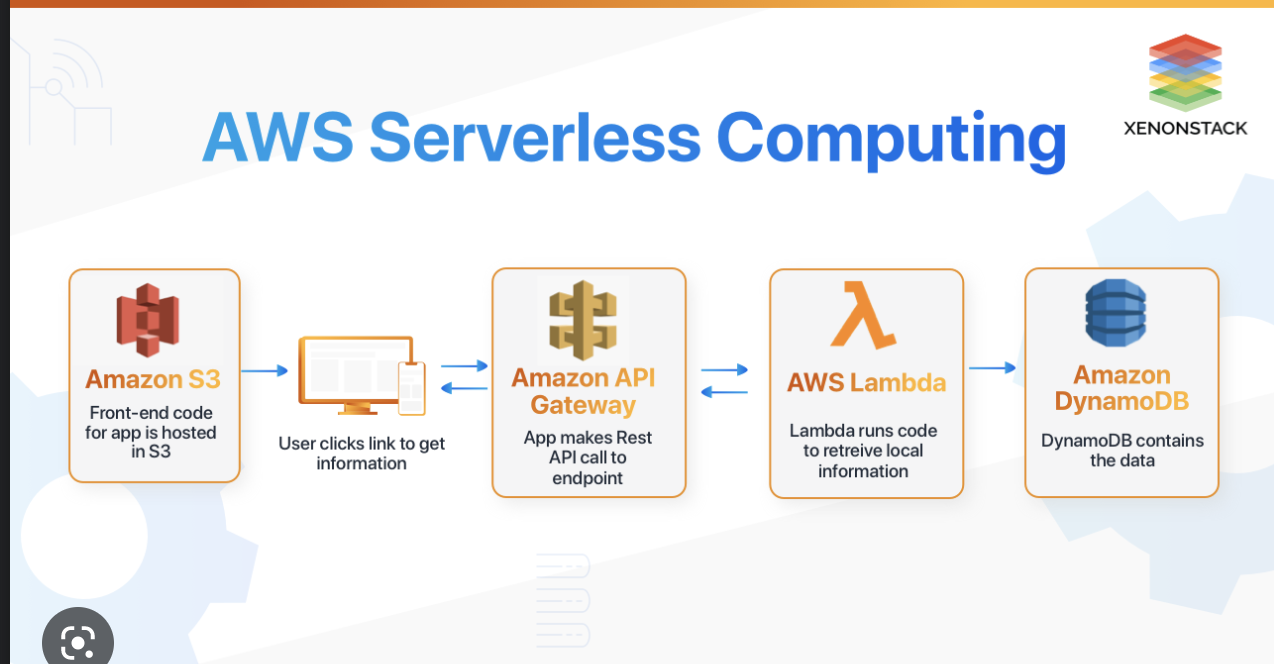 XENONSTACK
AWS Serverless Computing
Amazon S3
Front-end code
for app is hosted
in S3
User clicks link to get
information
Amazon API
Gateway
App makes Rest
API call to
endpoint
AWS Lambda
Lambda runs code
to retreive local
information
Amazon
DynamoDB
DynamoDB contains
the data